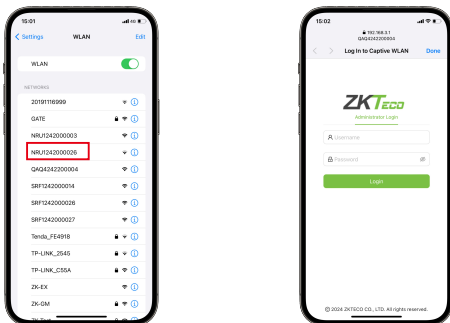 15:01
4G
Settings
WLAN
Edit
WLAN
NETWORKS
20191116999
GATE
NRU1242000003
NRU1242000026
QAQ4242200004
SRF1242000014
SRF1242000026
SRF1242000027
Tenda_FE4918
TP-LINK_2545
TP-LINK_C55A
ZK-EX
ZK-GM
15:02
192.168.3.1
QAQ4242200004
Log In to Captive WLAN
Done
ZKTECO
Administrator Login
Username
Password
Login
© 2024 ZKTECO CO., LTD. All rights reserved.